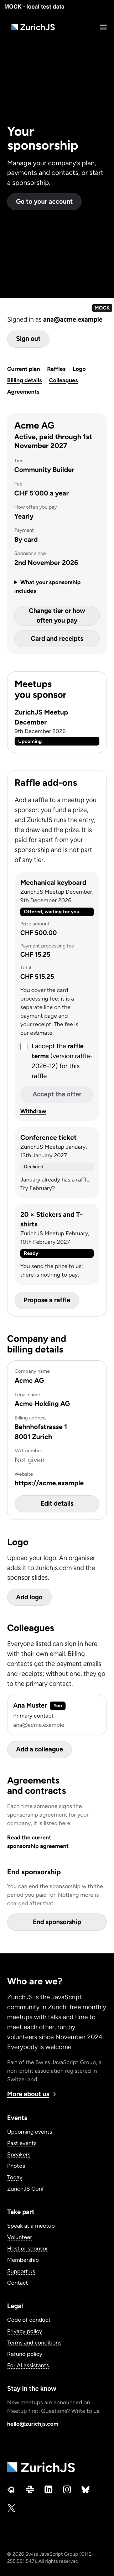 MOCK · local test data
ZurichJS
Your
sponsorship
Manage your company's plan,
payments and contacts, or start
a sponsorship.
Go to your account
MOCK
Signed in as ana@acme.example
Sign out
Current plan Raffles Logo
Billing details Colleagues
Agreements
Acme AG
Active, paid through 1st
November 2027
Tier
Community Builder
Fee
CHF 5'000 a year
How often you pay
Yearly
Payment
By card
Sponsor since
2nd November 2026
What your sponsorship
includes
Change tier or how
often you pay
Card and receipts
Meetups
you sponsor
ZurichJS Meetup
December
9th December 2026
Upcoming
Raffle add-ons
Add a raffle to a meetup you
sponsor: you fund a prize,
and ZurichJS runs the entry,
the draw and the prize. It is
paid for apart from your
sponsorship and is not part
of any tier.
Mechanical keyboard
ZurichJS Meetup December,
9th December 2026
Offered, waiting for you
Prize amount
CHF 500.00
Payment processing fee
CHF 15.25
Total
CHF 515.25
You cover the card
processing fee: it is a
separate line on the
payment page and
your receipt. The fee is
our estimate.
I accept the raffle
terms (version raffle-
2026-12) for this
raffle
Accept the offer
Withdraw
Conference ticket
ZurichJS Meetup January,
13th January 2027
Declined
January already has a raffle.
Try February?
20 × Stickers and T-
shirts
ZurichJS Meetup February,
10th February 2027
Ready
You send the prize to us;
there is nothing to pay.
Propose a raffle
Company and
billing details
Company name
Acme AG
Legal name
Acme Holding AG
Billing address
Bahnhofstrasse 1
8001 Zurich
VAT number
Not given
Website
https://acme.example
Edit details
Logo
Upload your logo. An organiser
adds it to zurichjs.com and the
sponsor slides.
Add logo
Colleagues
Everyone listed can sign in here
with their own email. Billing
contacts get the payment emails
and receipts; without one, they go
to the primary contact.
Ana Muster You
Primary contact
ana@acme.example
Add a colleague
Agreements
and contracts
Each time someone signs the
sponsorship agreement for your
company, it is listed here.
Read the current
sponsorship agreement
End sponsorship
You can end the sponsorship with the
period you paid for. Nothing more is
charged after that.
End sponsorship
Who are we?
ZurichJS is the JavaScript
community in Zurich: free monthly
meetups with talks and time to
meet each other, run by
volunteers since November 2024.
Everybody is welcome.
Part of the Swiss JavaScript Group, a
non-profit association registered in
Switzerland.
More about us
Events
Upcoming events
Past events
Speakers
Photos
Today
ZurichJS Conf
Take part
Speak at a meetup
Volunteer
Host or sponsor
Membership
Support us
Contact
Legal
Code of conduct
Privacy policy
Terms and conditions
Refund policy
For AI assistants
Stay in the know
New meetups are announced on
Meetup first. Questions? Write to us.
hello@zurichjs.com
ZurichJS
© 2026 Swiss JavaScript Group (CHE-
255.581.547). All rights reserved.